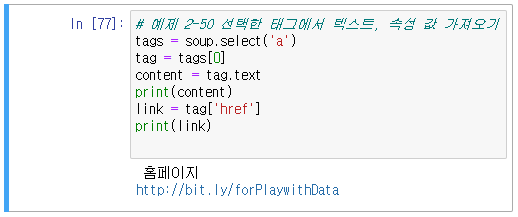 In [77]:
# 예제 2-50 선택한 태그에서 텍스트, 속성 값 가져오기
tags = soup.select('a')
tag = tags[0]
content = tag.text
print(content)
link = tag['href']
print(link)
홈페이지
http://bit.ly/forPlaywithData